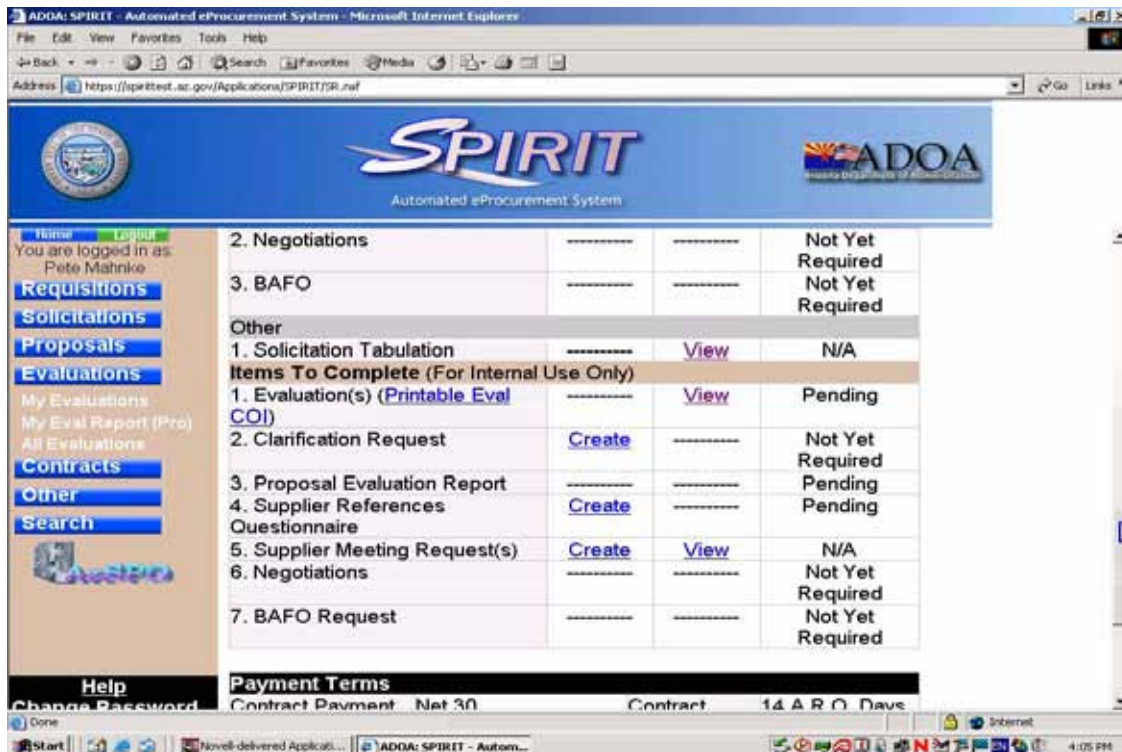 ADOA: SPIRIT - Automated eProcurement System - Microsoft Internet Explorer
File Edit View Favorites Tools Help
Back Search Favorites Media
Address https://spirittest.az.gov/Applications/SPIRIT/SR.nsf Go Links
SPIRIT
Automated eProcurement System
ADOA
Home Logout
You are logged in as:
Pete Mahnke
Requisitions
Solicitations
Proposals
Evaluations
My Evaluations
My Eval Report (Pro)
All Evaluations
Contracts
Other
Search
Help
Change Password
2. Negotiations ---------- ---------- Not Yet
Required
3. BAFO ---------- ---------- Not Yet
Required
Other
1. Solicitation Tabulation ---------- View N/A
Items To Complete (For Internal Use Only)
1. Evaluation(s) (Printable Eval ---------- View Pending
COI)
2. Clarification Request Create ---------- Not Yet
Required
3. Proposal Evaluation Report ---------- ---------- Pending
4. Supplier References Create ---------- Pending
Questionnaire
5. Supplier Meeting Request(s) Create View N/A
6. Negotiations ---------- ---------- Not Yet
Required
7. BAFO Request ---------- ---------- Not Yet
Required
Payment Terms
Contract Payment Net 30 Contract 14 A.R.O. Days
Done Internet
Start Novell-delivered Applicati... ADOA: SPIRIT - Autom... EN 4:05 PM